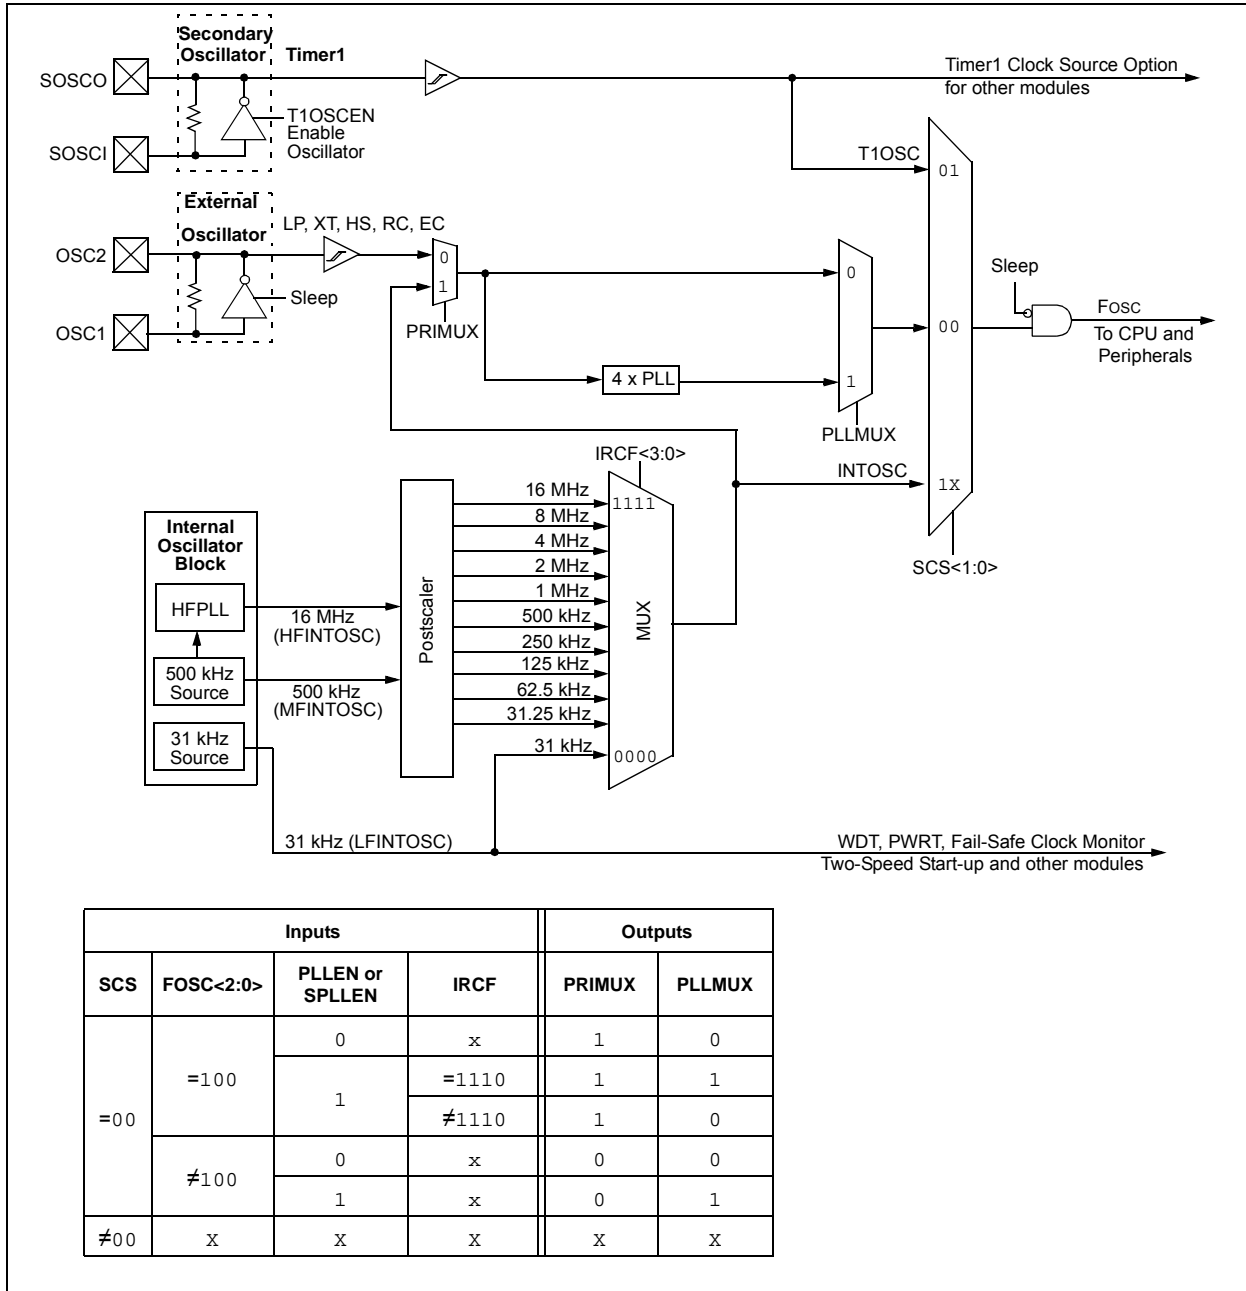 Secondary
Oscillator
Timer1
SOSCO
SOSCI
T1OSCEN
Enable
Oscillator
Timer1 Clock Source Option
for other modules
T1OSC
01
External
Oscillator
LP, XT, HS, RC, EC
OSC2
OSC1
Sleep
0
1
PRIMUX
4 x PLL
0
1
PLLMUX
00
Sleep
FOSC
To CPU and
Peripherals
INTOSC
1X
SCS<1:0>
IRCF<3:0>
Internal
Oscillator
Block
HFPLL
500 kHz
Source
31 kHz
Source
16 MHz
(HFINTOSC)
500 kHz
(MFINTOSC)
Postscaler
16 MHz
8 MHz
4 MHz
2 MHz
1 MHz
500 kHz
250 kHz
125 kHz
62.5 kHz
31.25 kHz
31 kHz
1111
MUX
0000
31 kHz (LFINTOSC)
WDT, PWRT, Fail-Safe Clock Monitor
Two-Speed Start-up and other modules
Inputs Outputs
SCS FOSC<2:0> PLLEN or SPLLEN IRCF PRIMUX PLLMUX
=00 =100 0 x 1 0
1 =1110 1 1
≠1110 1 0
≠100 0 x 0 0
1 x 0 1
≠00 X X X X X